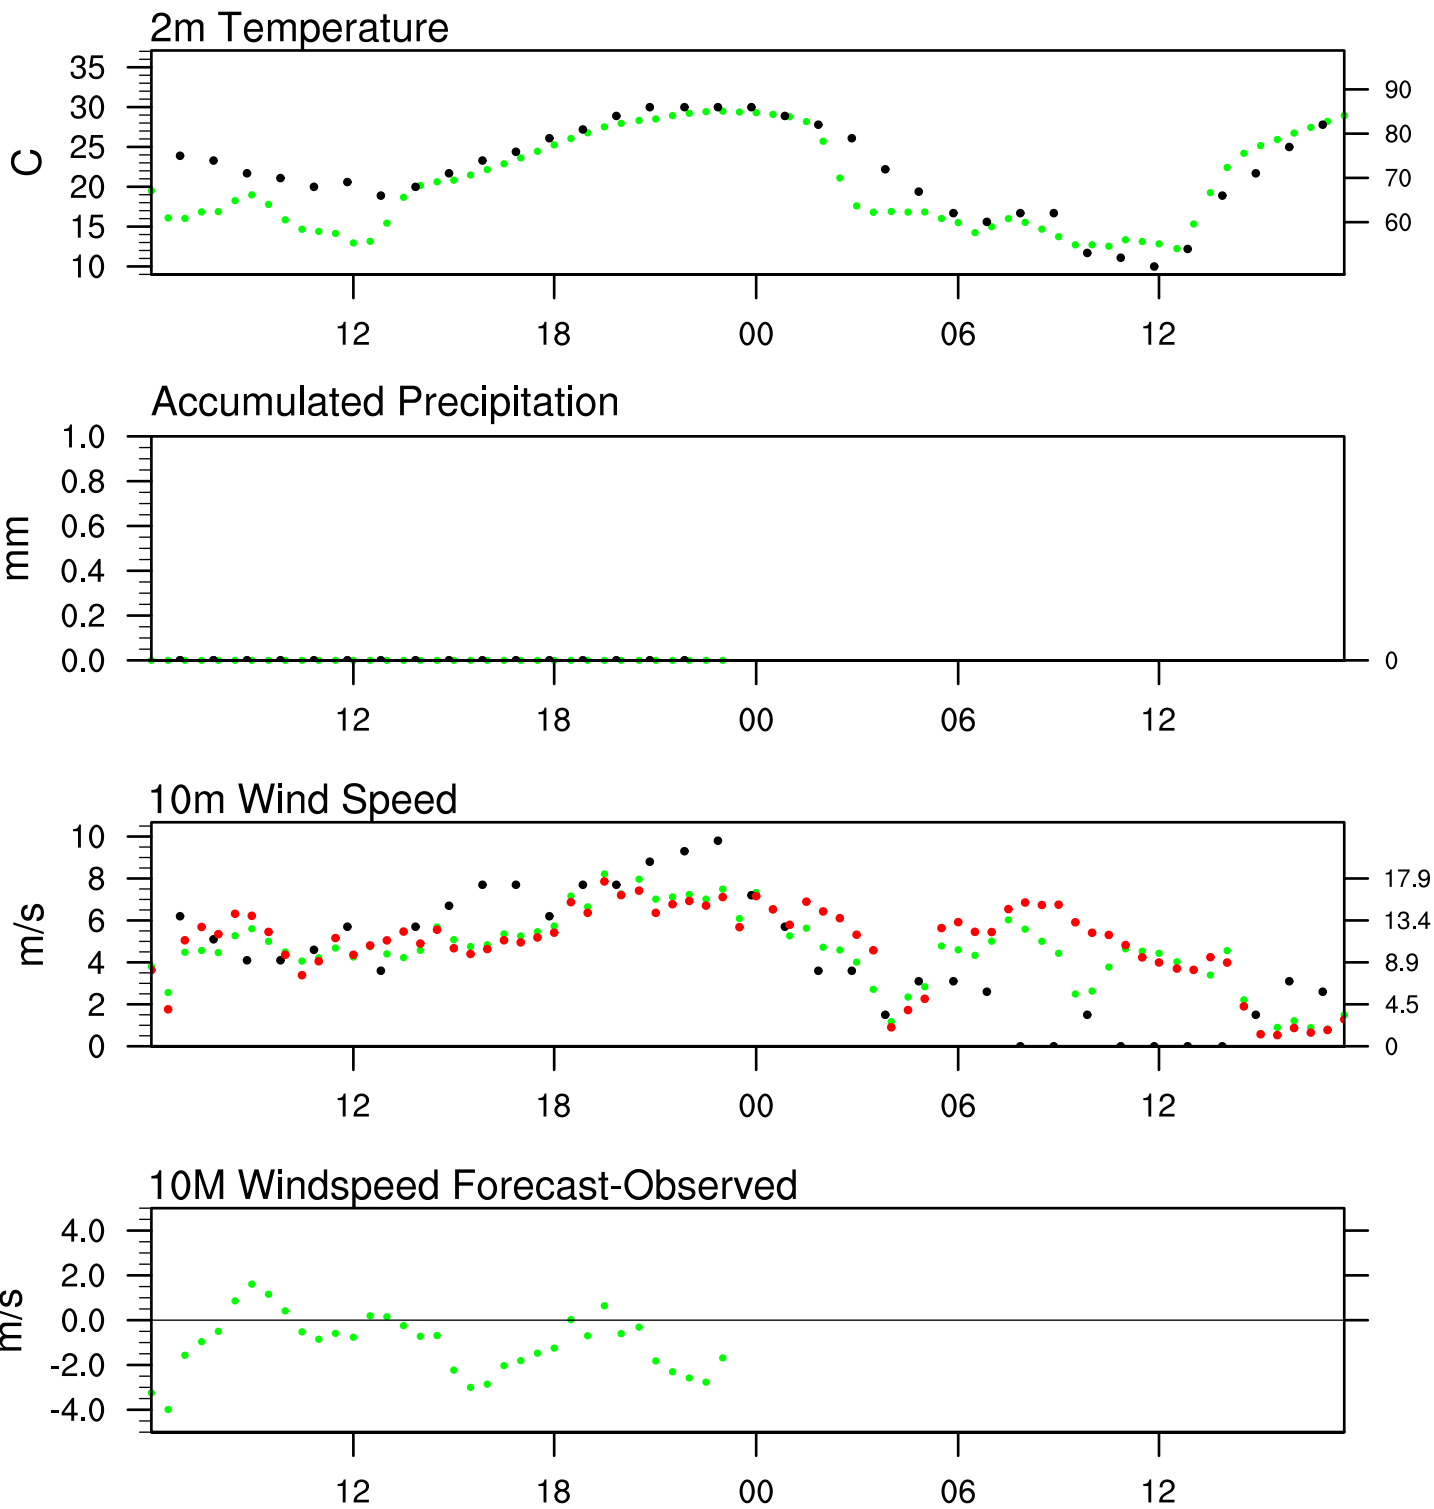 2m Temperature
35
30
25
20
15
10
C
90
80
70
60
12 18 00 06 12
Accumulated Precipitation
1.0
0.8
0.6
0.4
0.2
0.0
mm
0
12 18 00 06 12
10m Wind Speed
10
8
6
4
2
0
m/s
17.9
13.4
8.9
4.5
0
12 18 00 06 12
10M Windspeed Forecast-Observed
4.0
2.0
0.0
-2.0
-4.0
m/s
12 18 00 06 12